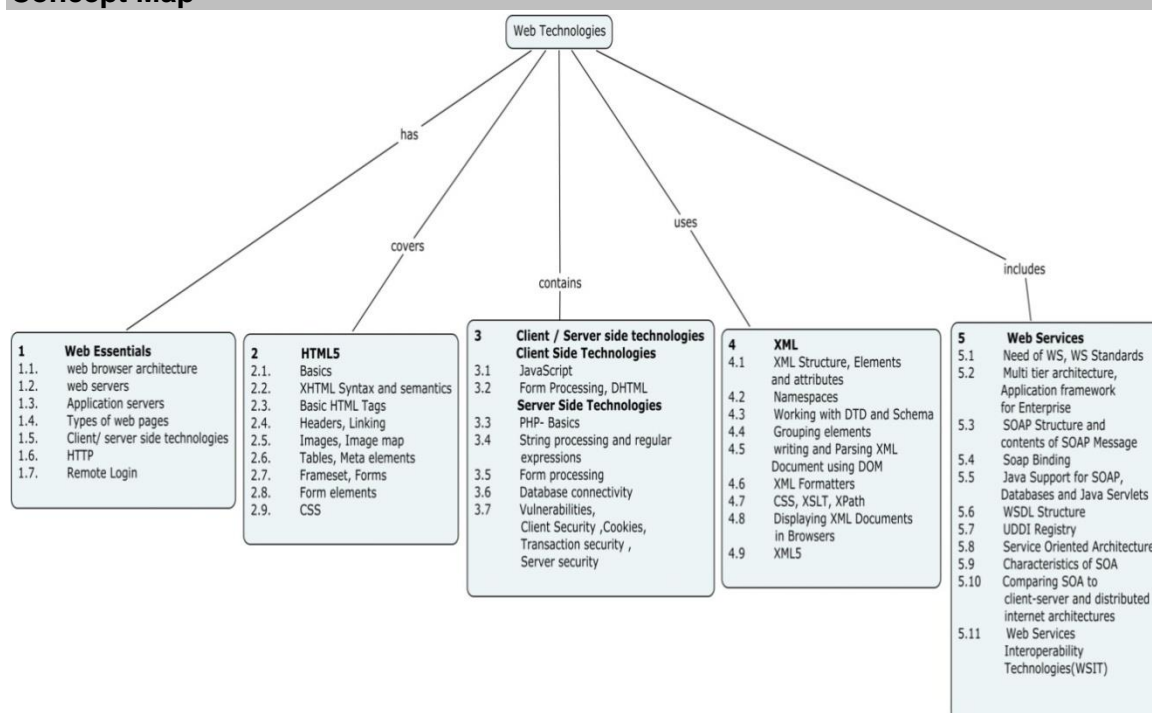 Concept Map
Web Technologies
has
covers
contains
uses
includes
1 Web Essentials
1.1. web browser architecture
1.2. web servers
1.3. Application servers
1.4. Types of web pages
1.5. Client/ server side technologies
1.6. HTTP
1.7. Remote Login
2 HTML5
2.1. Basics
2.2. XHTML Syntax and semantics
2.3. Basic HTML Tags
2.4. Headers, Linking
2.5. Images, Image map
2.6. Tables, Meta elements
2.7. Frameset, Forms
2.8. Form elements
2.9. CSS
3 Client / Server side technologies
Client Side Technologies
3.1 JavaScript
3.2 Form Processing, DHTML
Server Side Technologies
3.3 PHP- Basics
3.4 String processing and regular
expressions
3.5 Form processing
3.6 Database connectivity
3.7 Vulnerabilities,
Client Security ,Cookies,
Transaction security ,
Server security
4 XML
4.1 XML Structure, Elements
and attributes
4.2 Namespaces
4.3 Working with DTD and Schema
4.4 Grouping elements
4.5 writing and Parsing XML
Document using DOM
4.6 XML Formatters
4.7 CSS, XSLT, XPath
4.8 Displaying XML Documents
in Browsers
4.9 XML5
5 Web Services
5.1 Need of WS, WS Standards
5.2 Multi tier architecture,
Application framework
for Enterprise
5.3 SOAP Structure and
contents of SOAP Message
5.4 Soap Binding
5.5 Java Support for SOAP,
Databases and Java Servlets
5.6 WSDL Structure
5.7 UDDI Registry
5.8 Service Oriented Architecture
5.9 Characteristics of SOA
5.10 Comparing SOA to
client-server and distributed
internet architectures
5.11 Web Services
Interoperability
Technologies(WSIT)